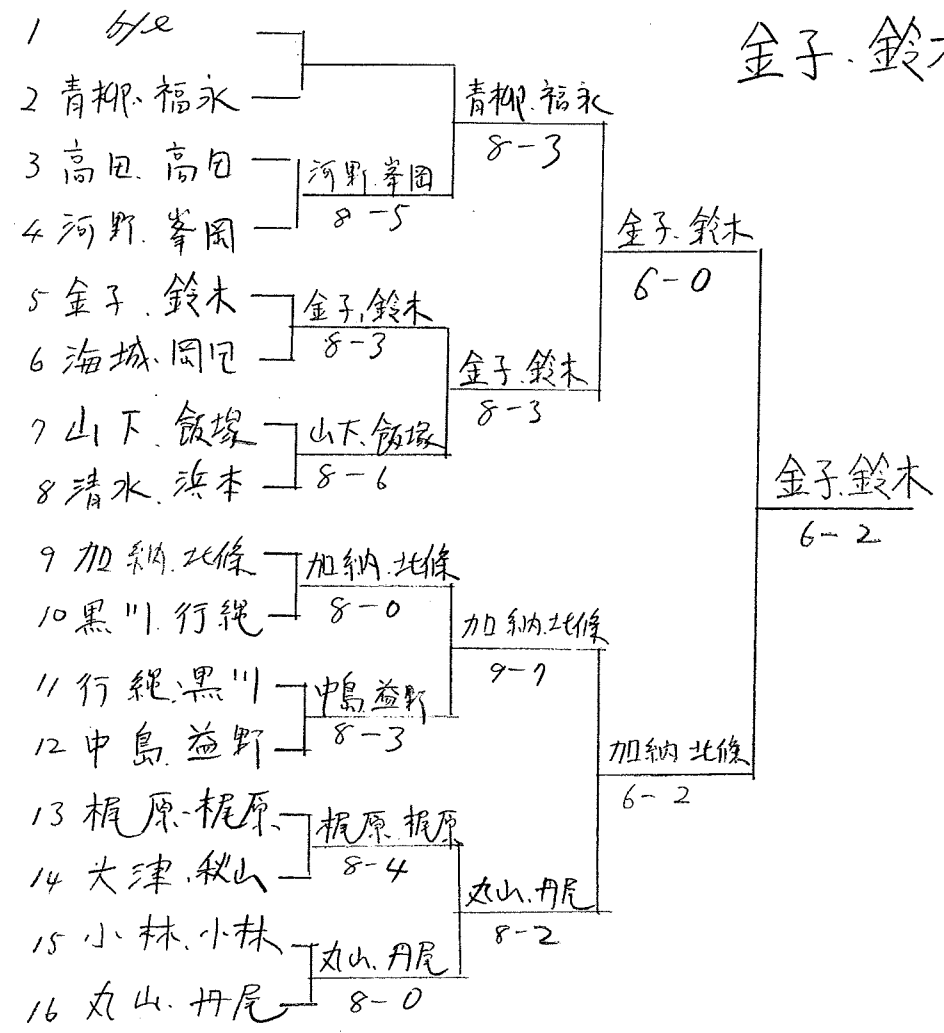 金子・鈴
1 bye
2 青柳、福永
3 高田、高田
4 河野、峯岡
5 金子、鈴木
6 海城・岡田
7 山下、飯塚
8 清水、浜本
9 加納、北條
10 黒川、行縄
11 行縄、黒川
12 中島、益野
13 梶原・梶原
14 大津、秋山
15 小林、小林
16 丸山、丹尾
河野、峯岡
8-5
金子、鈴木
8-3
山下、飯塚
8-6
加納、北條
8-0
中島、益野
8-3
梶原、梶原
8-4
丸山、丹尾
8-0
青柳、福永
8-3
金子、鈴木
8-3
加納、北條
9-7
丸山、丹尾
8-2
金子、鈴木
6-0
加納 北條
6-2
金子、鈴木
6-2